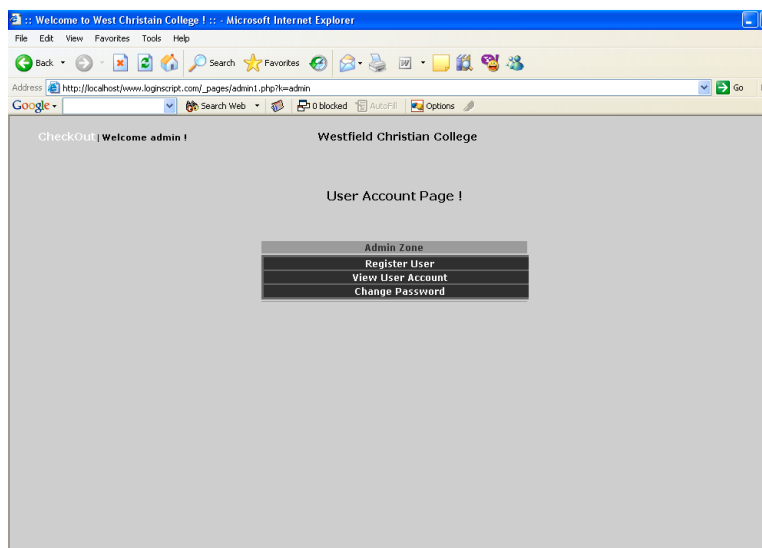 :: Welcome to West Christain College ! :: - Microsoft Internet Explorer
File Edit View Favorites Tools Help
Back Search Favorites
Address http://localhost/www.loginscript.com/_pages/admin1.php?k=admin Go
Google Search Web 0 blocked AutoFill Options
CheckOut | Welcome admin ! Westfield Christian College
User Account Page !
Admin Zone
Register User
View User Account
Change Password